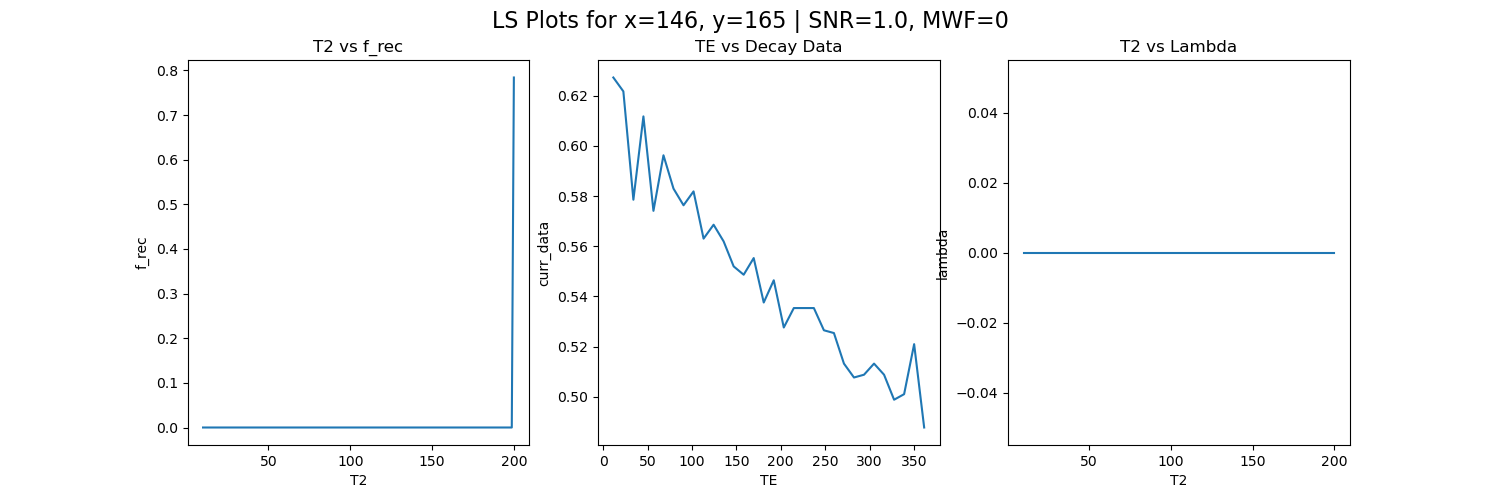 LS Plots for x=146, y=165 | SNR=1.0, MWF=0
T2 vs f_rec
0.8
0.7
0.6
0.5
0.4
0.3
0.2
0.1
0.0
f_rec
50 100 150 200
T2
TE vs Decay Data
0.62
0.60
0.58
0.56
0.54
0.52
0.50
curr_data
0 50 100 150 200 250 300 350
TE
T2 vs Lambda
0.04
0.02
0.00
−0.02
−0.04
lambda
50 100 150 200
T2